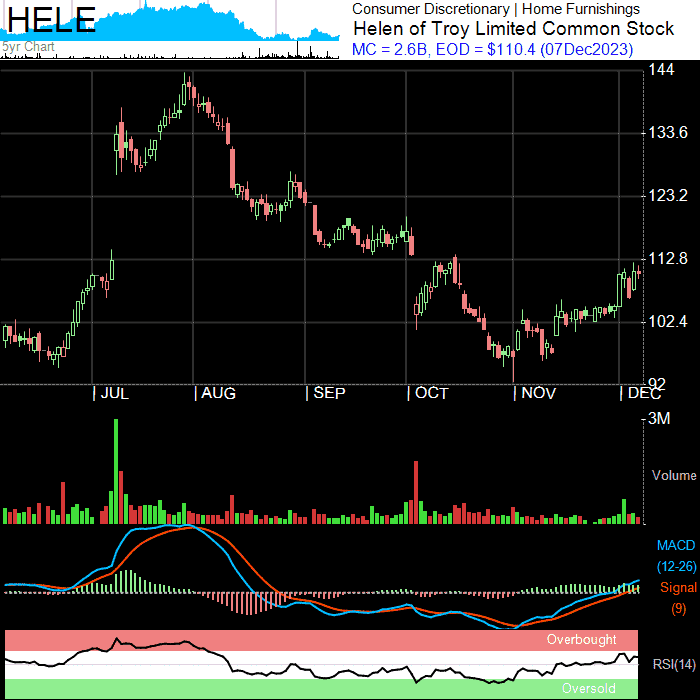 HELE
5yr Chart
Consumer Discretionary | Home Furnishings
Helen of Troy Limited Common Stock
MC = 2.6B, EOD = $110.4 (07Dec2023)
144
133.6
123.2
112.8
102.4
92
| JUL
| AUG
| SEP
| OCT
| NOV
| DEC
3M
Volume
MACD
(12-26)
Signal
(9)
Overbought
RSI(14)
Oversold